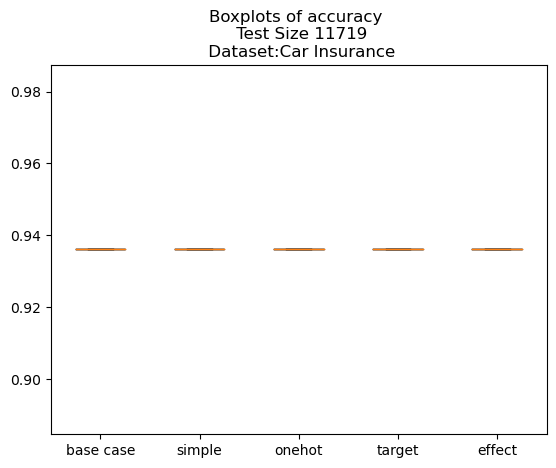 Boxplots of accuracy
Test Size 11719
Dataset:Car Insurance
0.98
0.96
0.94
0.92
0.90
base case simple onehot target effect